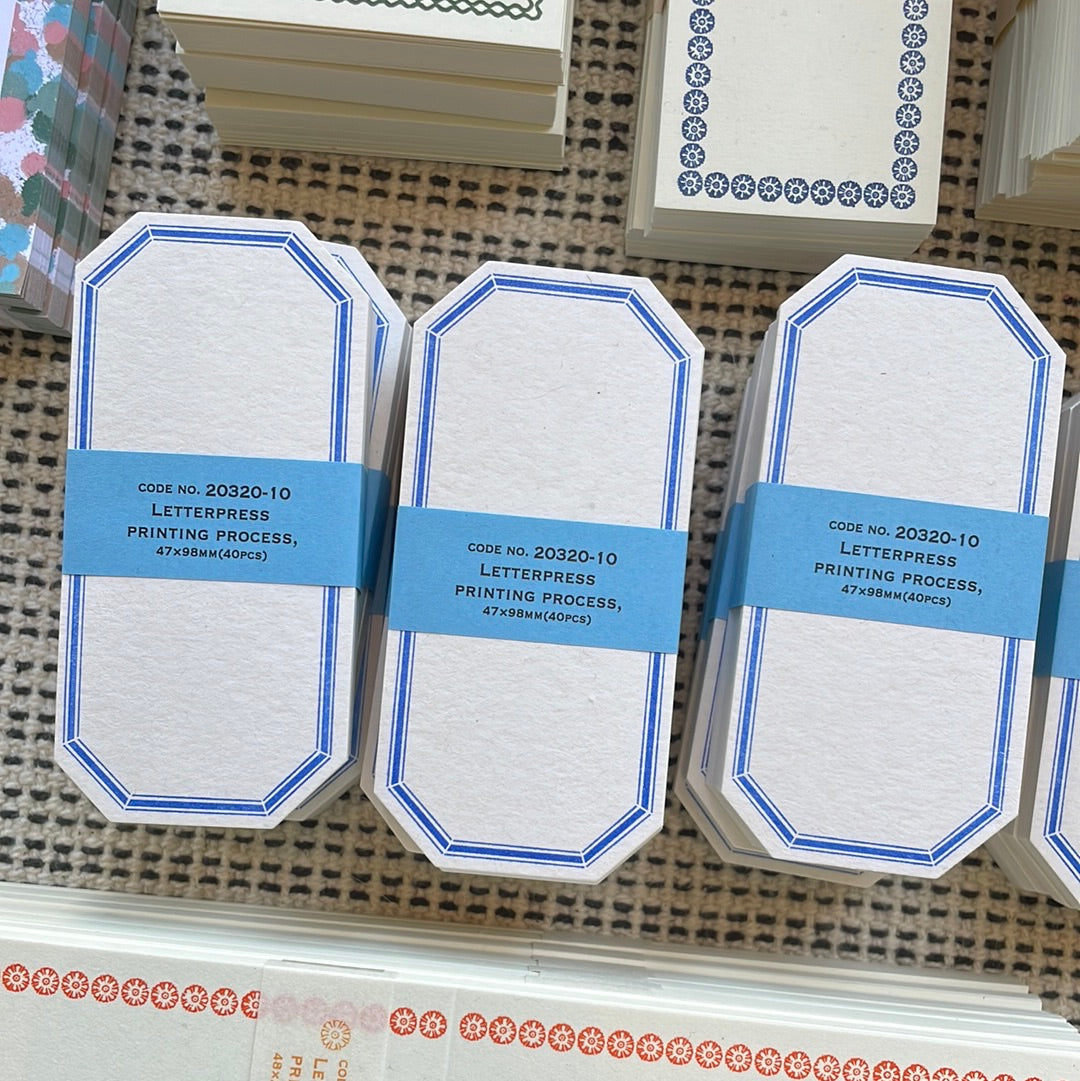 CODE NO. 20320-10
LETTERPRESS
PRINTING PROCESS,
47×98MM(40PCS)
CODE NO. 20320-10
LETTERPRESS
PRINTING PROCESS,
47×98MM(40PCS)
CODE NO. 20320-10
LETTERPRESS
PRINTING PROCESS,
47×98MM(40PCS)